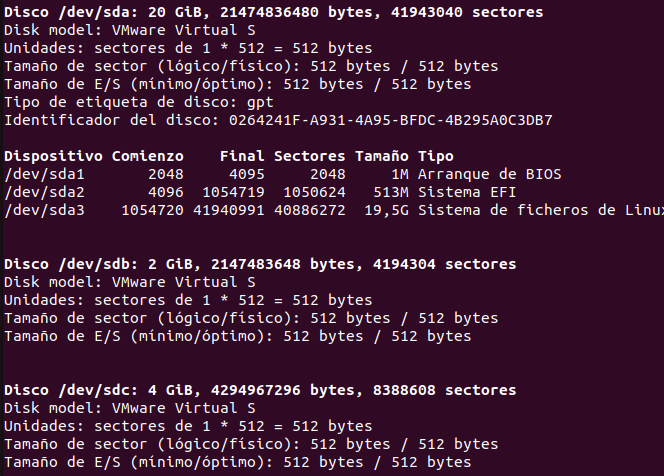 Disco /dev/sda: 20 GiB, 21474836480 bytes, 41943040 sectores
Disk model: VMware Virtual S
Unidades: sectores de 1 * 512 = 512 bytes
Tamaño de sector (lógico/físico): 512 bytes / 512 bytes
Tamaño de E/S (mínimo/óptimo): 512 bytes / 512 bytes
Tipo de etiqueta de disco: gpt
Identificador del disco: 0264241F-A931-4A95-BFDC-4B295A0C3DB7
Dispositivo Comienzo    Final Sectores Tamaño Tipo
/dev/sda1       2048     4095     2048     1M Arranque de BIOS
/dev/sda2       4096  1054719  1050624   513M Sistema EFI
/dev/sda3    1054720 41940991 40886272  19,5G Sistema de ficheros de Linux
Disco /dev/sdb: 2 GiB, 2147483648 bytes, 4194304 sectores
Disk model: VMware Virtual S
Unidades: sectores de 1 * 512 = 512 bytes
Tamaño de sector (lógico/físico): 512 bytes / 512 bytes
Tamaño de E/S (mínimo/óptimo): 512 bytes / 512 bytes
Disco /dev/sdc: 4 GiB, 4294967296 bytes, 8388608 sectores
Disk model: VMware Virtual S
Unidades: sectores de 1 * 512 = 512 bytes
Tamaño de sector (lógico/físico): 512 bytes / 512 bytes
Tamaño de E/S (mínimo/óptimo): 512 bytes / 512 bytes